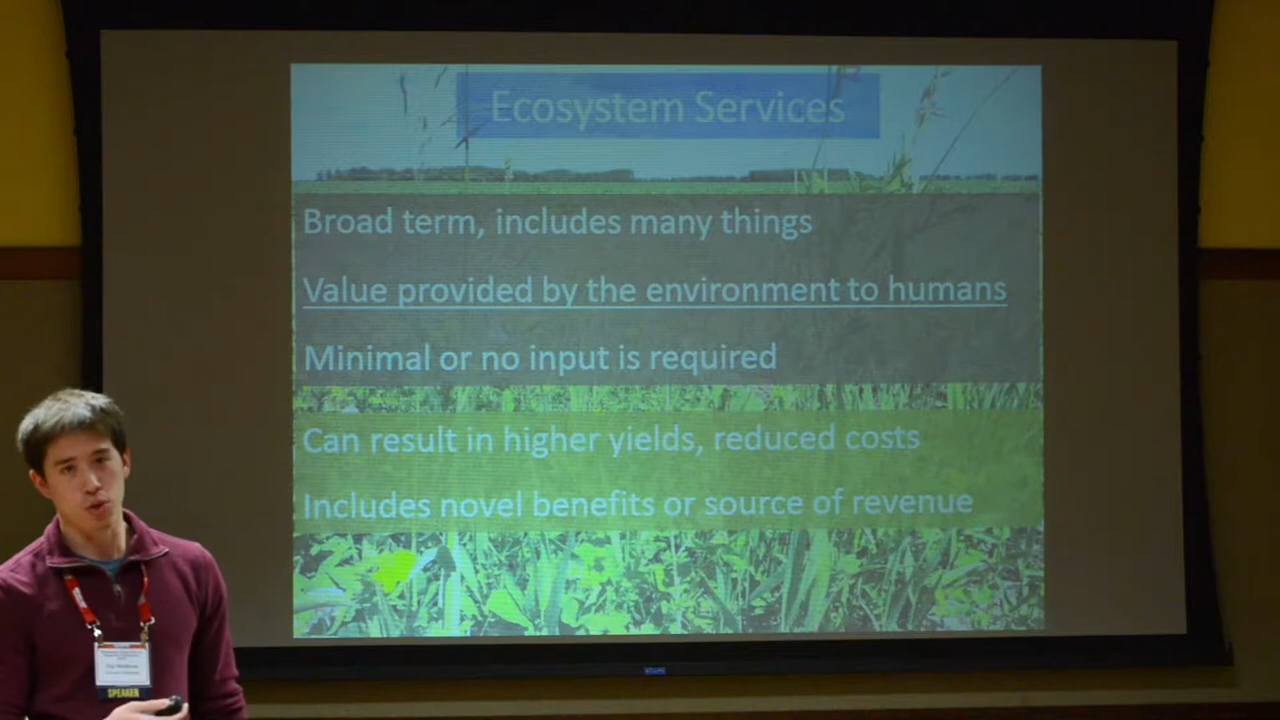 Ecosystem Services
Broad term, includes many things
Value provided by the environment to humans
Minimal or no input is required
Can result in higher yields, reduced costs
Includes novel benefits or source of revenue
SPEAKER